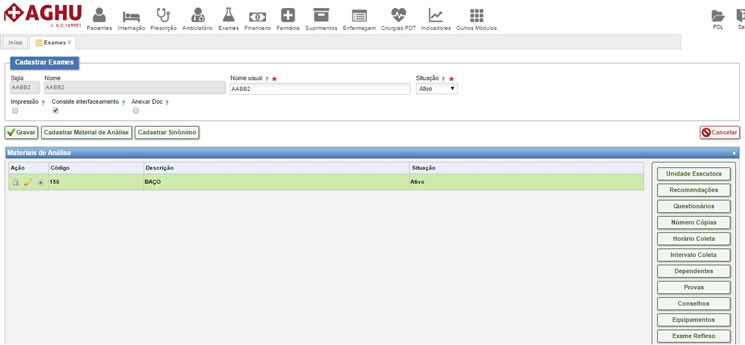 AGHU
v. 6.0.169951
Pacientes Internação Prescrição Ambulatório Exames Financeiro Farmácia Suprimentos Enfermagem Cirurgias PDT Indicadores Outros Módulos POL
Início Exames ×
Cadastrar Exames
Sigla Nome Nome usual ? * Situação ? *
AABB2 AABB2 AABB2 Ativo
Impressão ? Consiste interfaceamento ? Anexar Doc ?
Gravar Cadastrar Material de Análise Cadastrar Sinônimo Cancelar
Materiais de Análise
Ação Código Descrição Situação
156 BAÇO Ativo
Unidade Executora
Recomendações
Questionários
Número Cópias
Horário Coleta
Intervalo Coleta
Dependentes
Provas
Conselhos
Equipamentos
Exame Reflexo